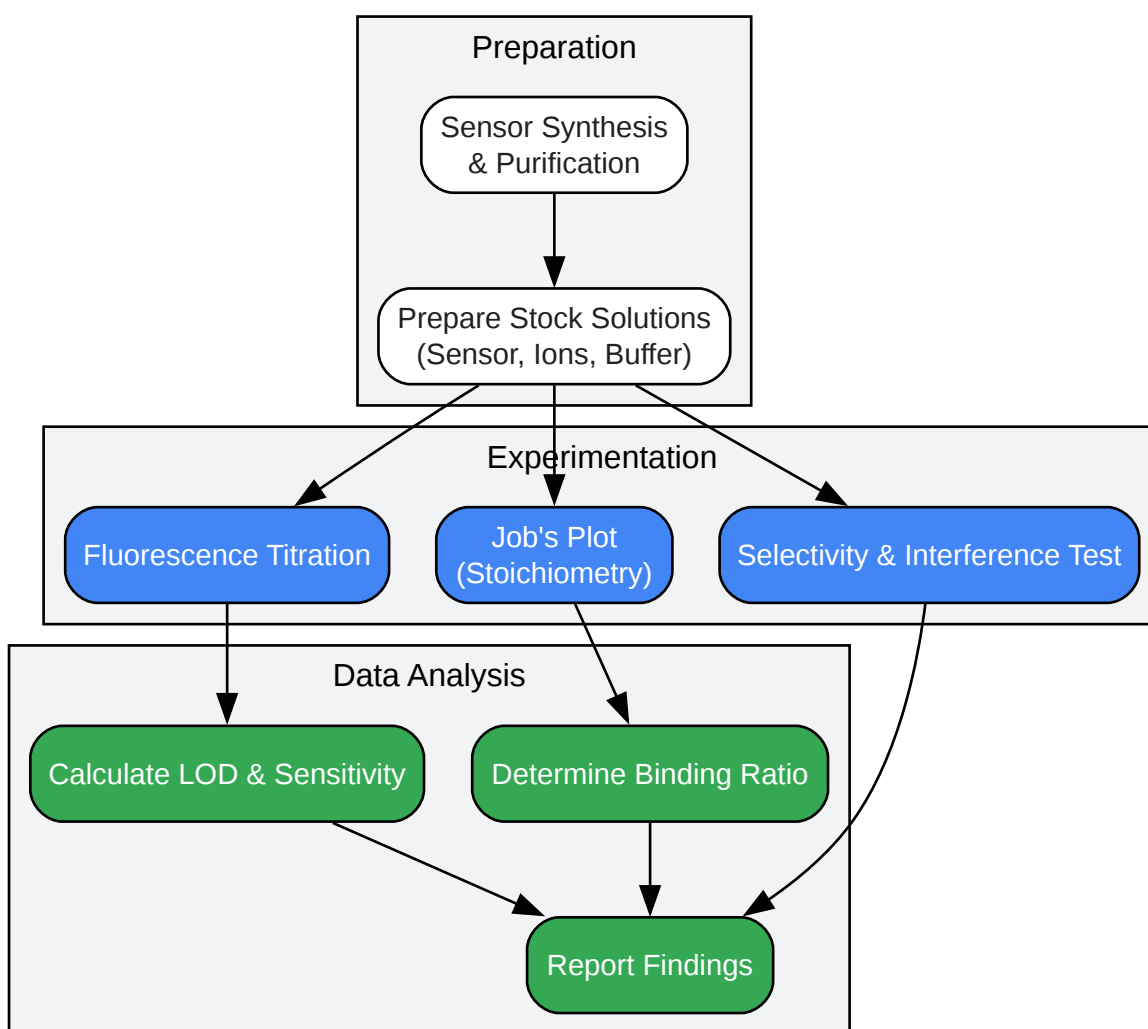 Preparation
Sensor Synthesis
& Purification
Prepare Stock Solutions
(Sensor, Ions, Buffer)
Experimentation
Fluorescence Titration
Job's Plot
(Stoichiometry)
Selectivity & Interference Test
Data Analysis
Calculate LOD & Sensitivity
Determine Binding Ratio
Report Findings